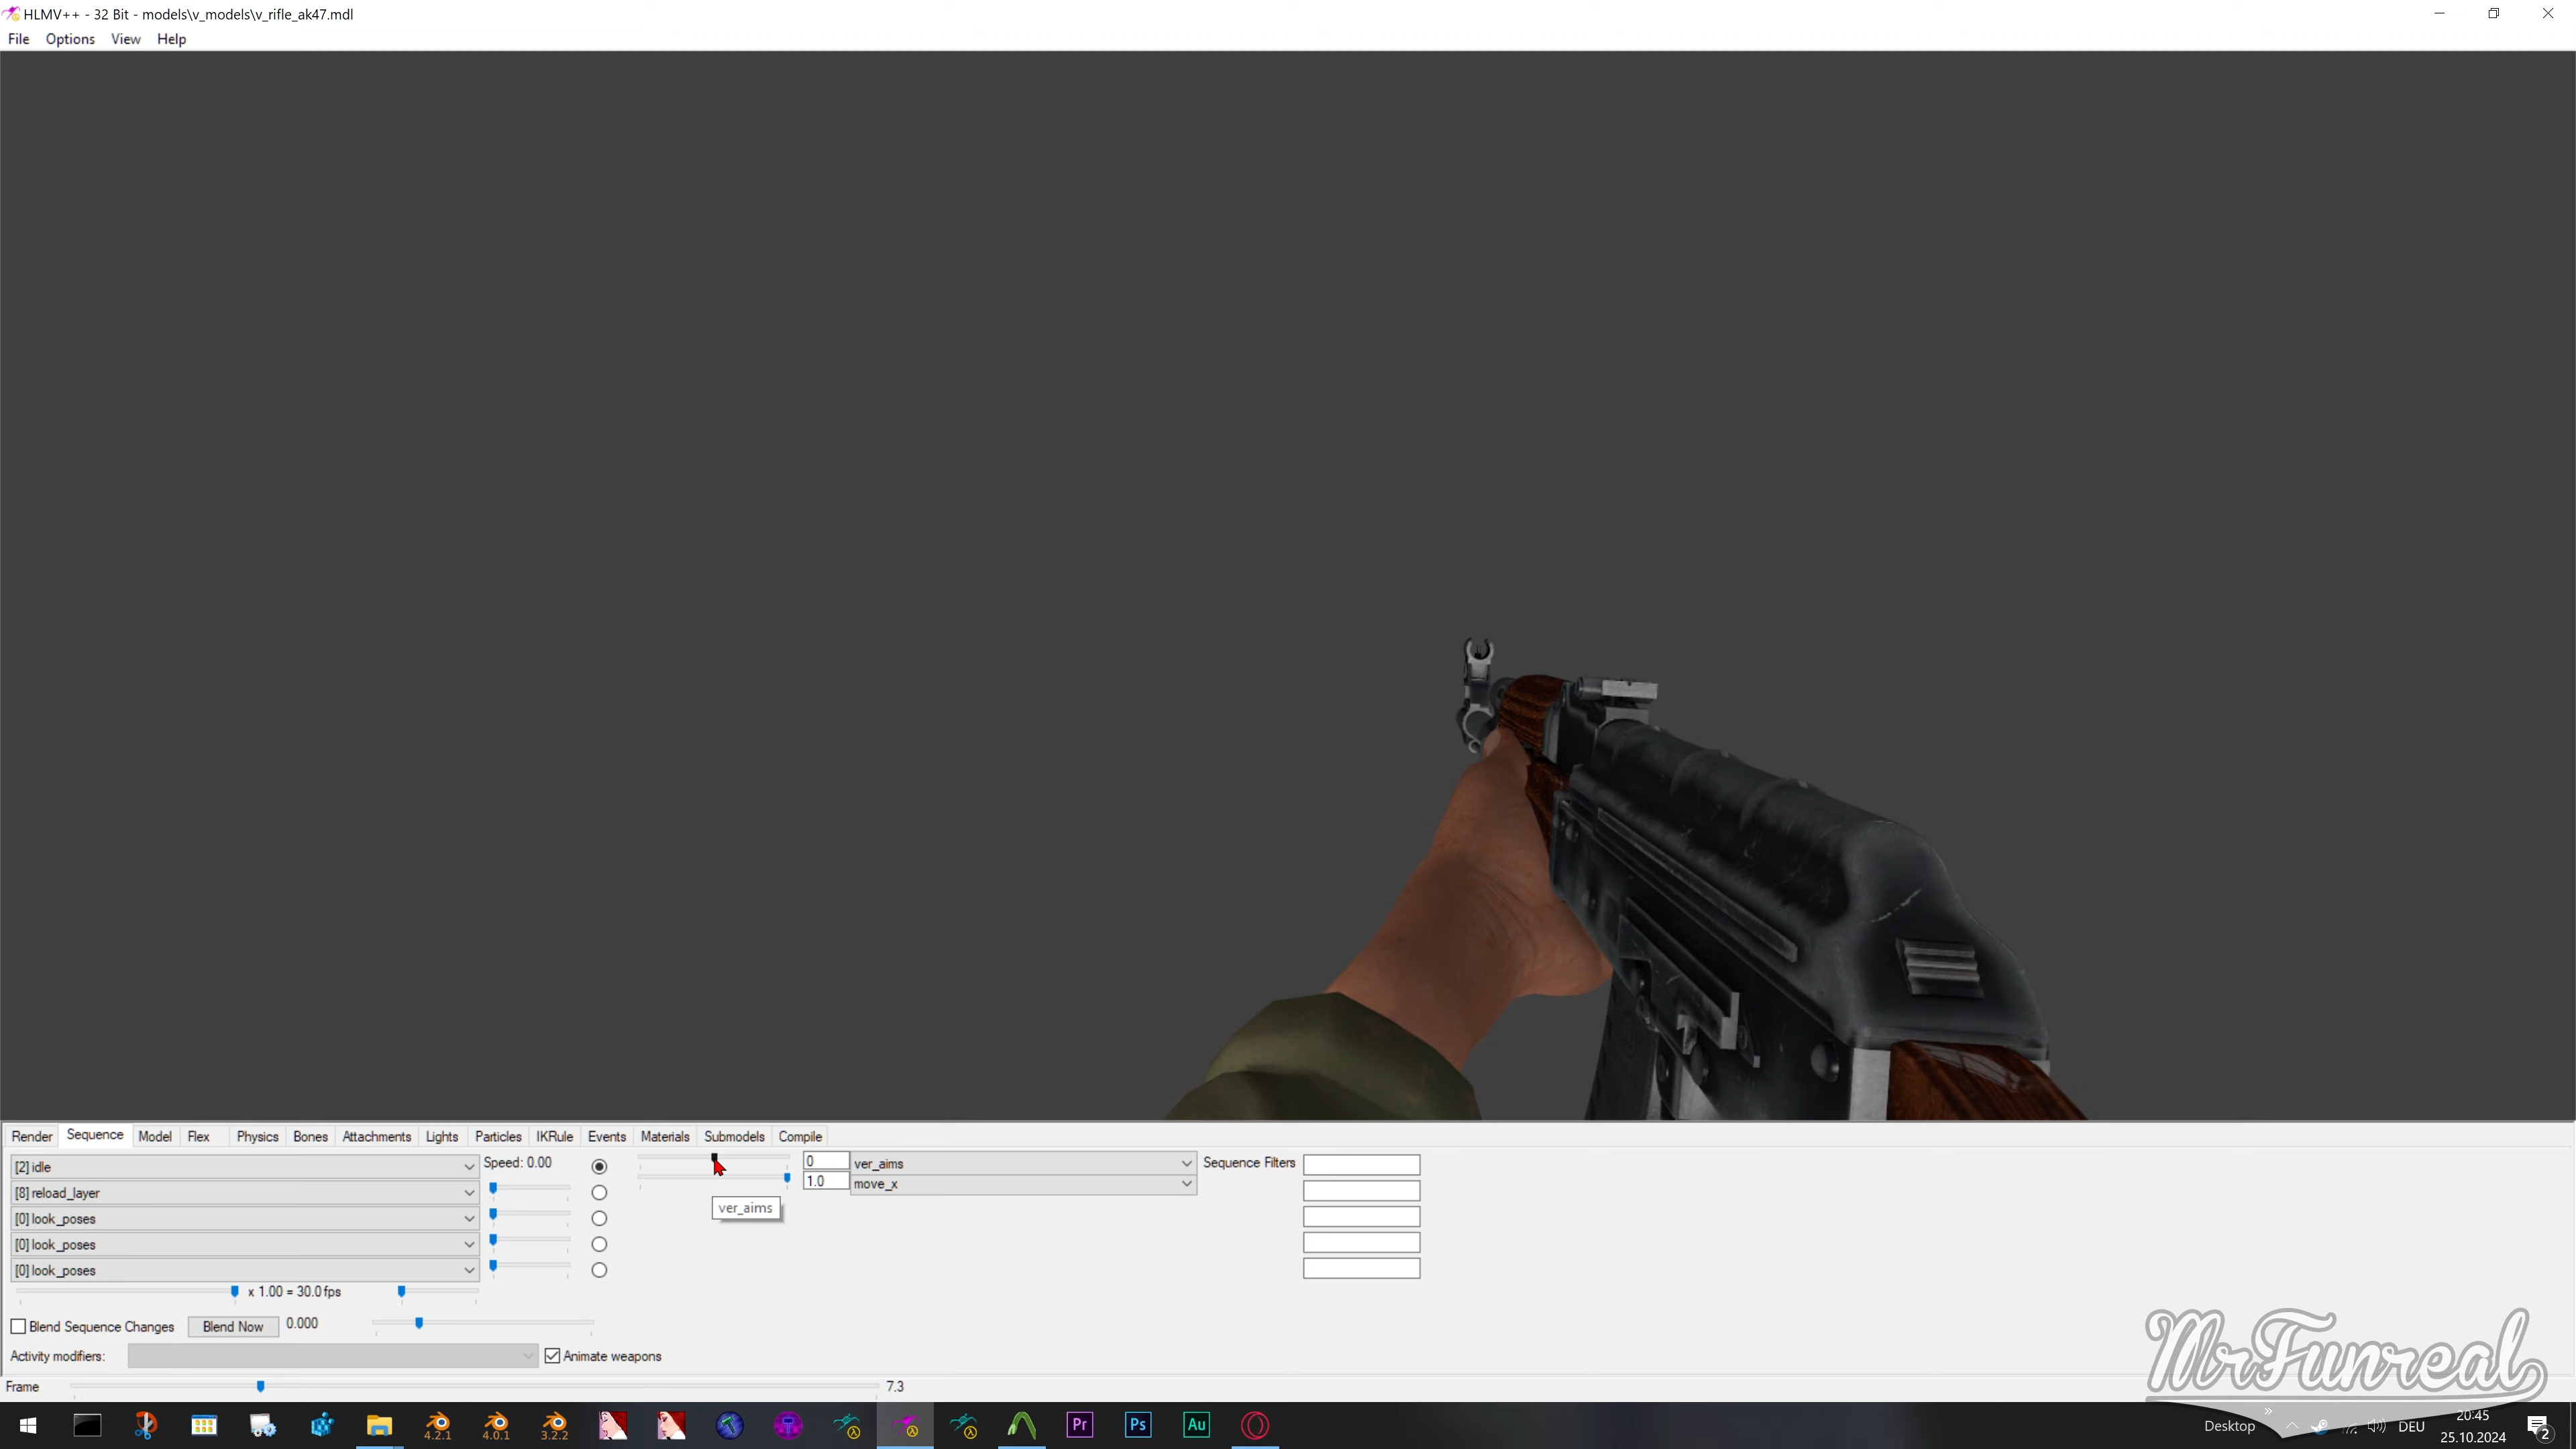 HLMV++ - 32 Bit - models\v_models\v_rifle_ak47.mdl
File Options View Help
Render Sequence Model Flex Physics Bones Attachments Lights Particles IKRule Events Materials Submodels Compile
[2] idle Speed: 0.00 0 ver_aims Sequence Filters
[8] reload_layer 1.0 move_x
[0] look_poses ver_aims
[0] look_poses
[0] look_poses
x 1.00 = 30.0 fps
Blend Sequence Changes Blend Now 0.000
Activity modifiers: Animate weapons
Frame 7.3
MrFunreal
4.2.1 4.0.1 3.2.2 Pr Ps Au Desktop DEU 20:45
25.10.2024 2